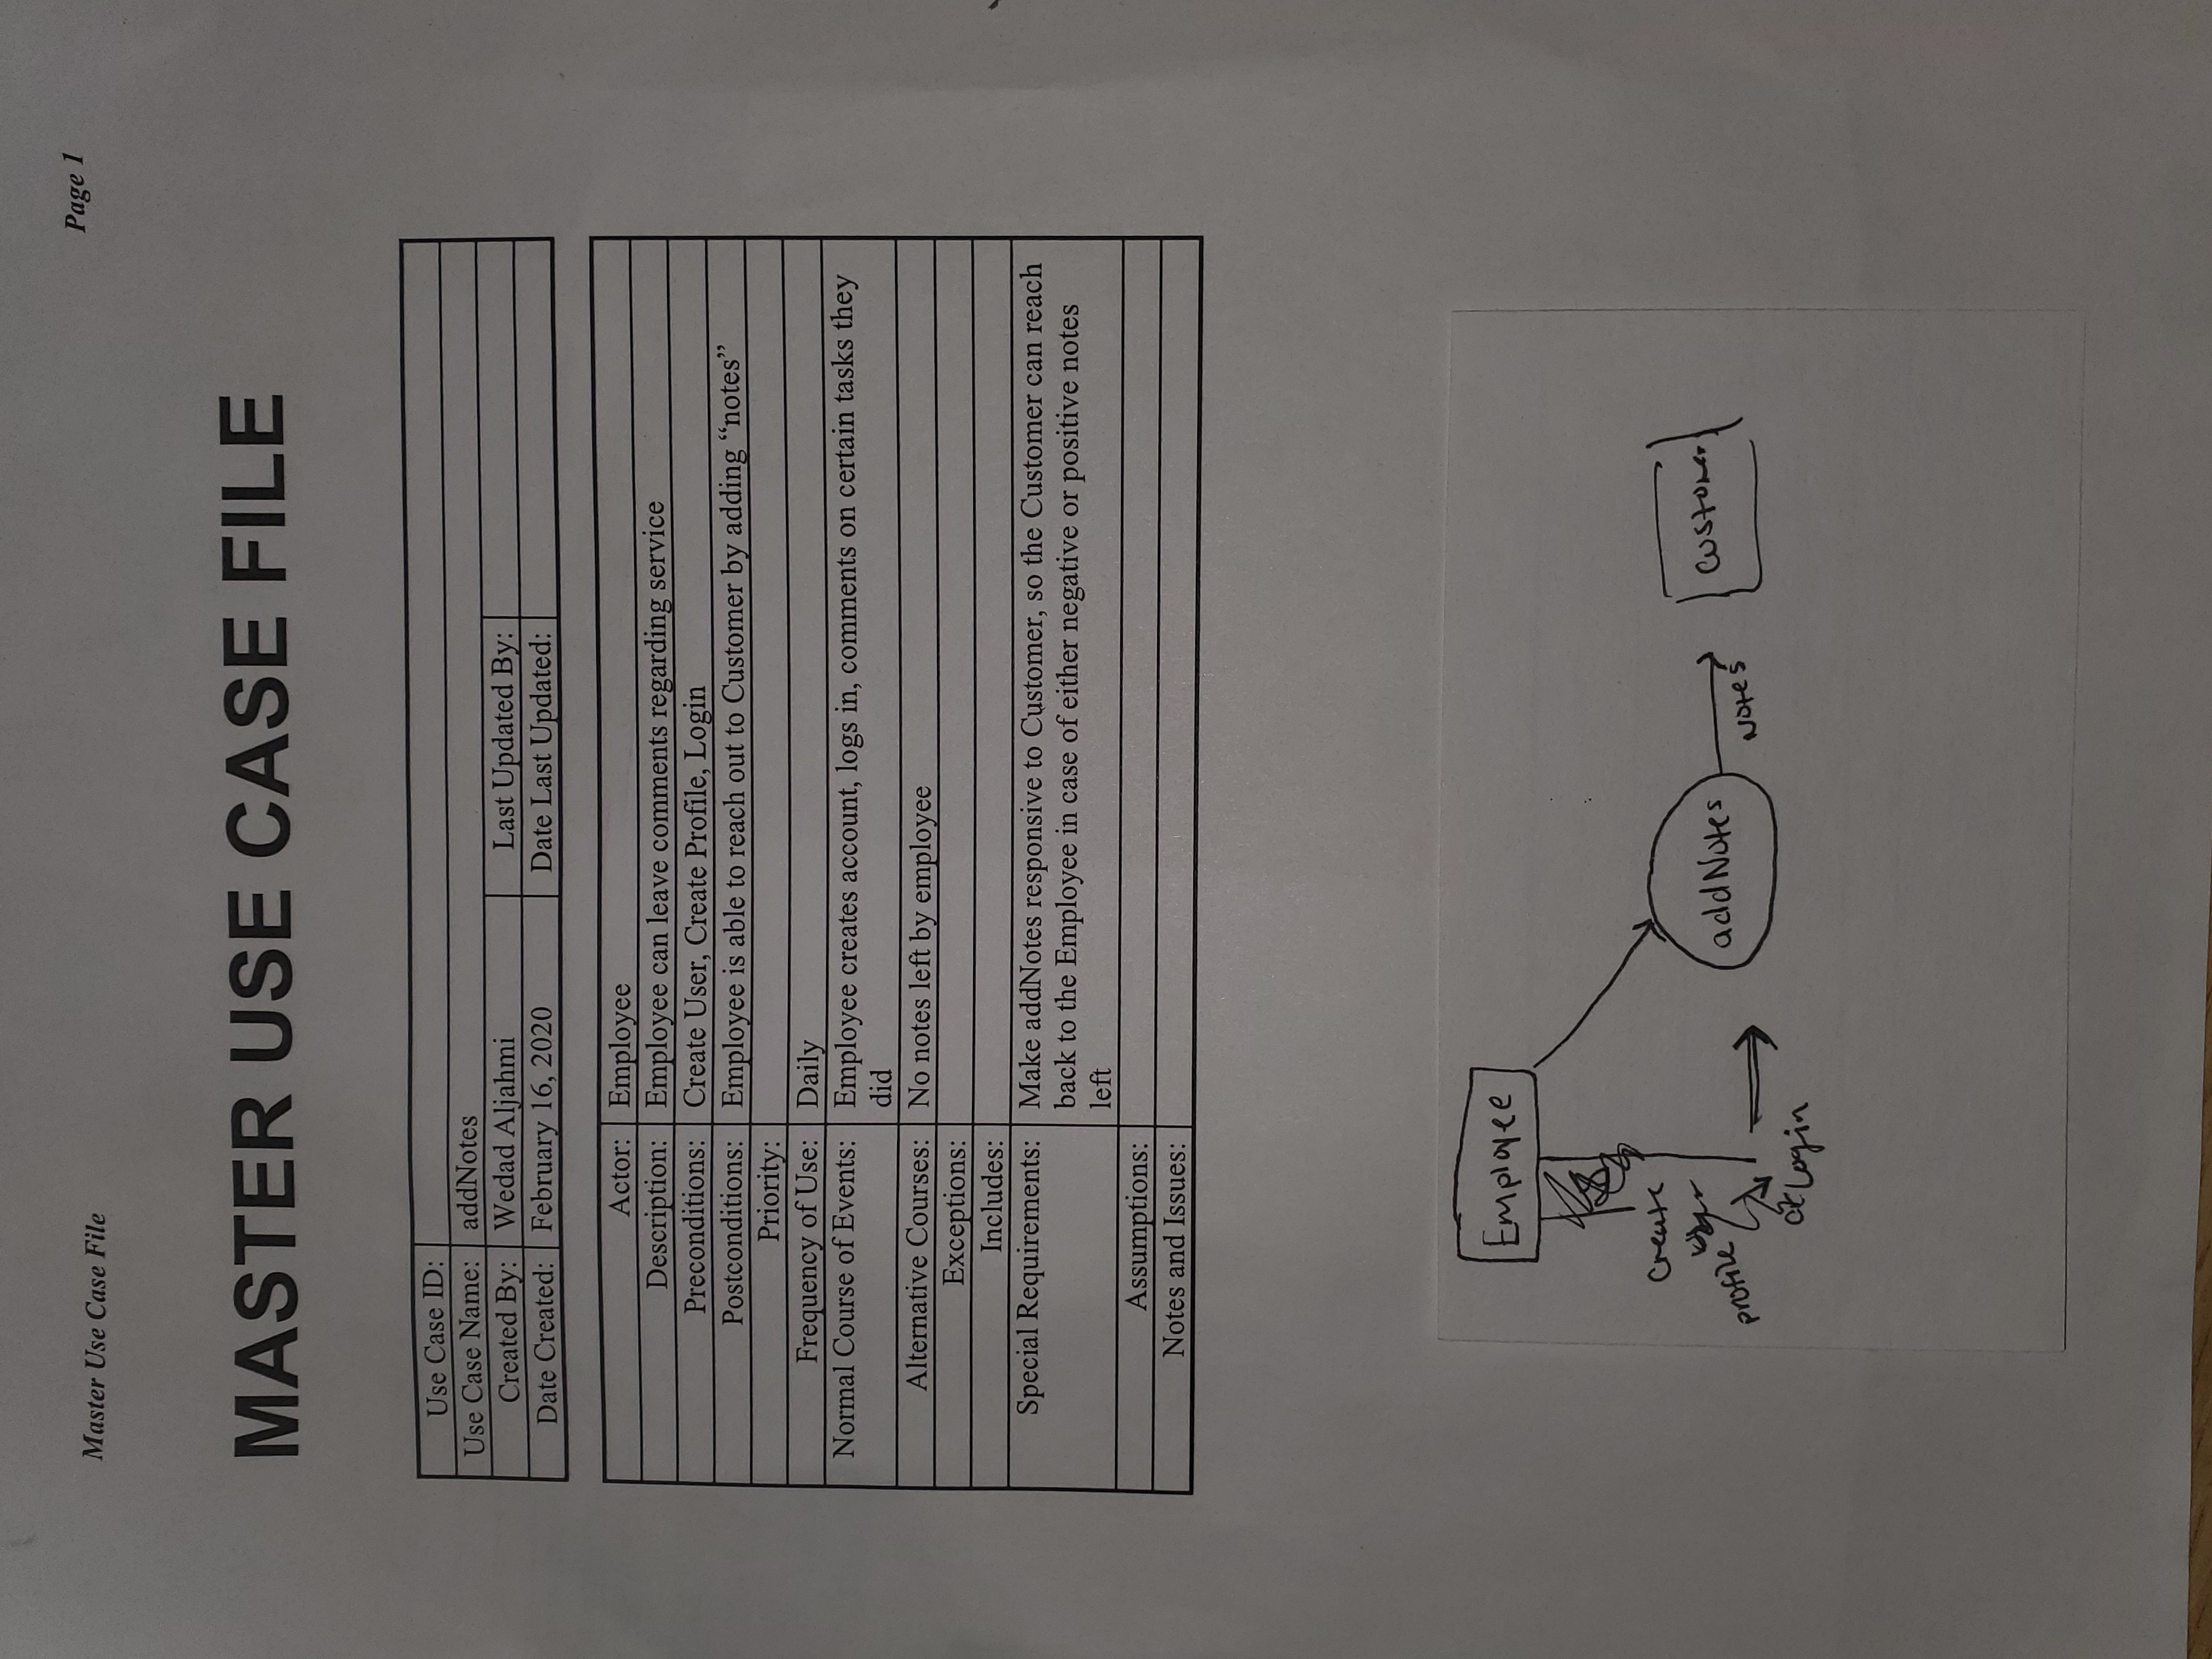 Master Use Case File
Page 1
MASTER USE CASE FILE
Use Case ID:
Use Case Name: addNotes
Created By: Wedad Aljahmi Last Updated By:
Date Created: February 16, 2020 Date Last Updated:
Actor: Employee
Description: Employee can leave comments regarding service
Preconditions: Create User, Create Profile, Login
Postconditions: Employee is able to reach out to Customer by adding “notes”
Priority:
Frequency of Use: Daily
Normal Course of Events: Employee creates account, logs in, comments on certain tasks they
did
Alternative Courses: No notes left by employee
Exceptions:
Includes:
Special Requirements: Make addNotes responsive to Customer, so the Customer can reach
back to the Employee in case of either negative or positive notes
left
Assumptions:
Notes and Issues:
Employee
Create
profile
Login
addNotes
Notes
Customer